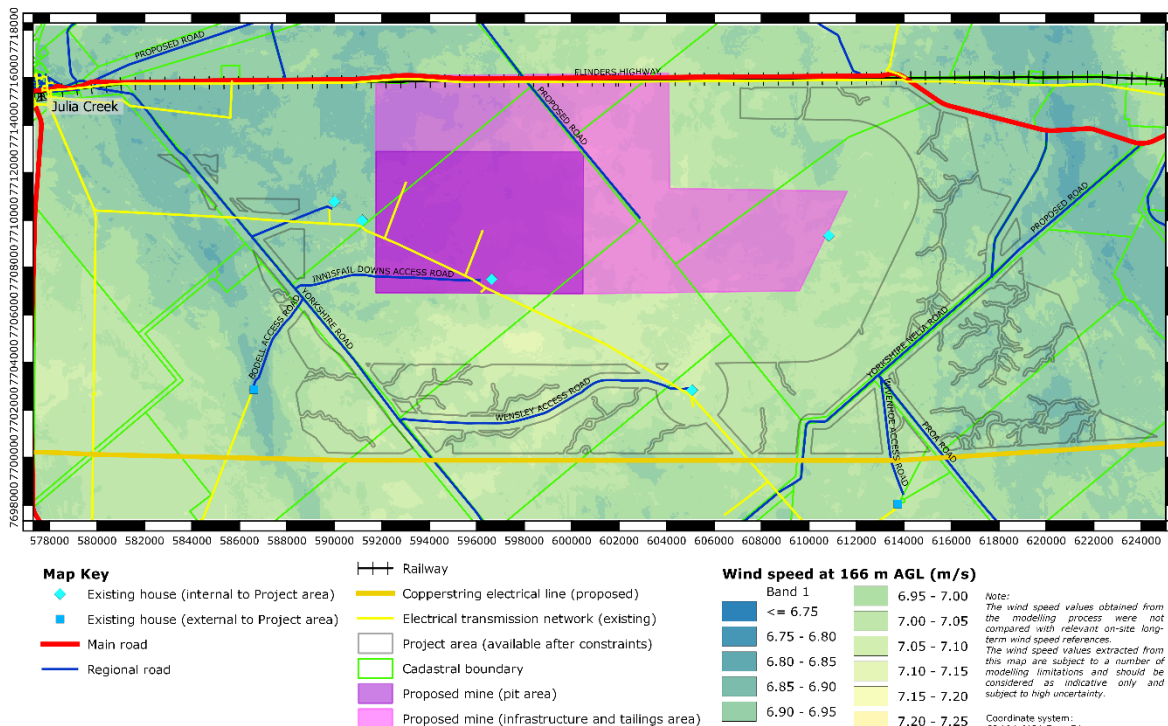 7718000
7716000
7714000
7712000
7710000
7708000
7706000
7704000
7702000
7700000
7698000
PROPOSED ROAD
FLINDERS HIGHWAY
Julia Creek
PROPOSED ROAD
PROPOSED ROAD
INNISFAIL DOWNS ACCESS ROAD
YORKSHIRE ROAD
BODELL ACCESS ROAD
WENSLEY ACCESS ROAD
YORKSHIRE NELIA ROAD
WIVENHOE ACCESS ROAD
PROA ROAD
578000 580000 582000 584000 586000 588000 590000 592000 594000 596000 598000 600000 602000 604000 606000 608000 610000 612000 614000 616000 618000 620000 622000 624000
Map Key
Existing house (internal to Project area)
Existing house (external to Project area)
Main road
Regional road
Railway
Copperstring electrical line (proposed)
Electrical transmission network (existing)
Project area (available after constraints)
Cadastral boundary
Proposed mine (pit area)
Proposed mine (infrastructure and tailings area)
Wind speed at 166 m AGL (m/s)
Band 1
<= 6.75
6.75 - 6.80
6.80 - 6.85
6.85 - 6.90
6.90 - 6.95
6.95 - 7.00
7.00 - 7.05
7.05 - 7.10
7.10 - 7.15
7.15 - 7.20
7.20 - 7.25
Note:
The wind speed values obtained from
the modelling process were not
compared with relevant on-site long-
term wind speed references.
The wind speed values extracted from
this map are subject to a number of
modelling limitations and should be
considered as indicative only and
subject to high uncertainty.
Coordinate system: